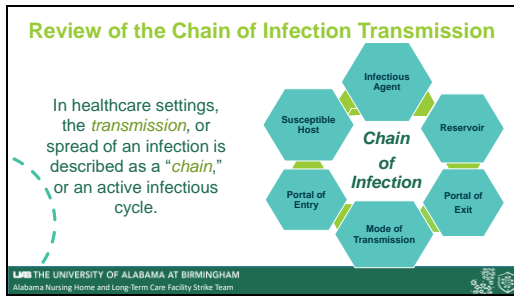 Review of the Chain of Infection Transmission
In healthcare settings,
the transmission, or
spread of an infection is
described as a “chain,”
or an active infectious
cycle.
Infectious
Agent
Reservoir
Portal of
Exit
Mode of
Transmission
Portal of
Entry
Susceptible
Host
Chain
of
Infection
UAB THE UNIVERSITY OF ALABAMA AT BIRMINGHAM
Alabama Nursing Home and Long-Term Care Facility Strike Team